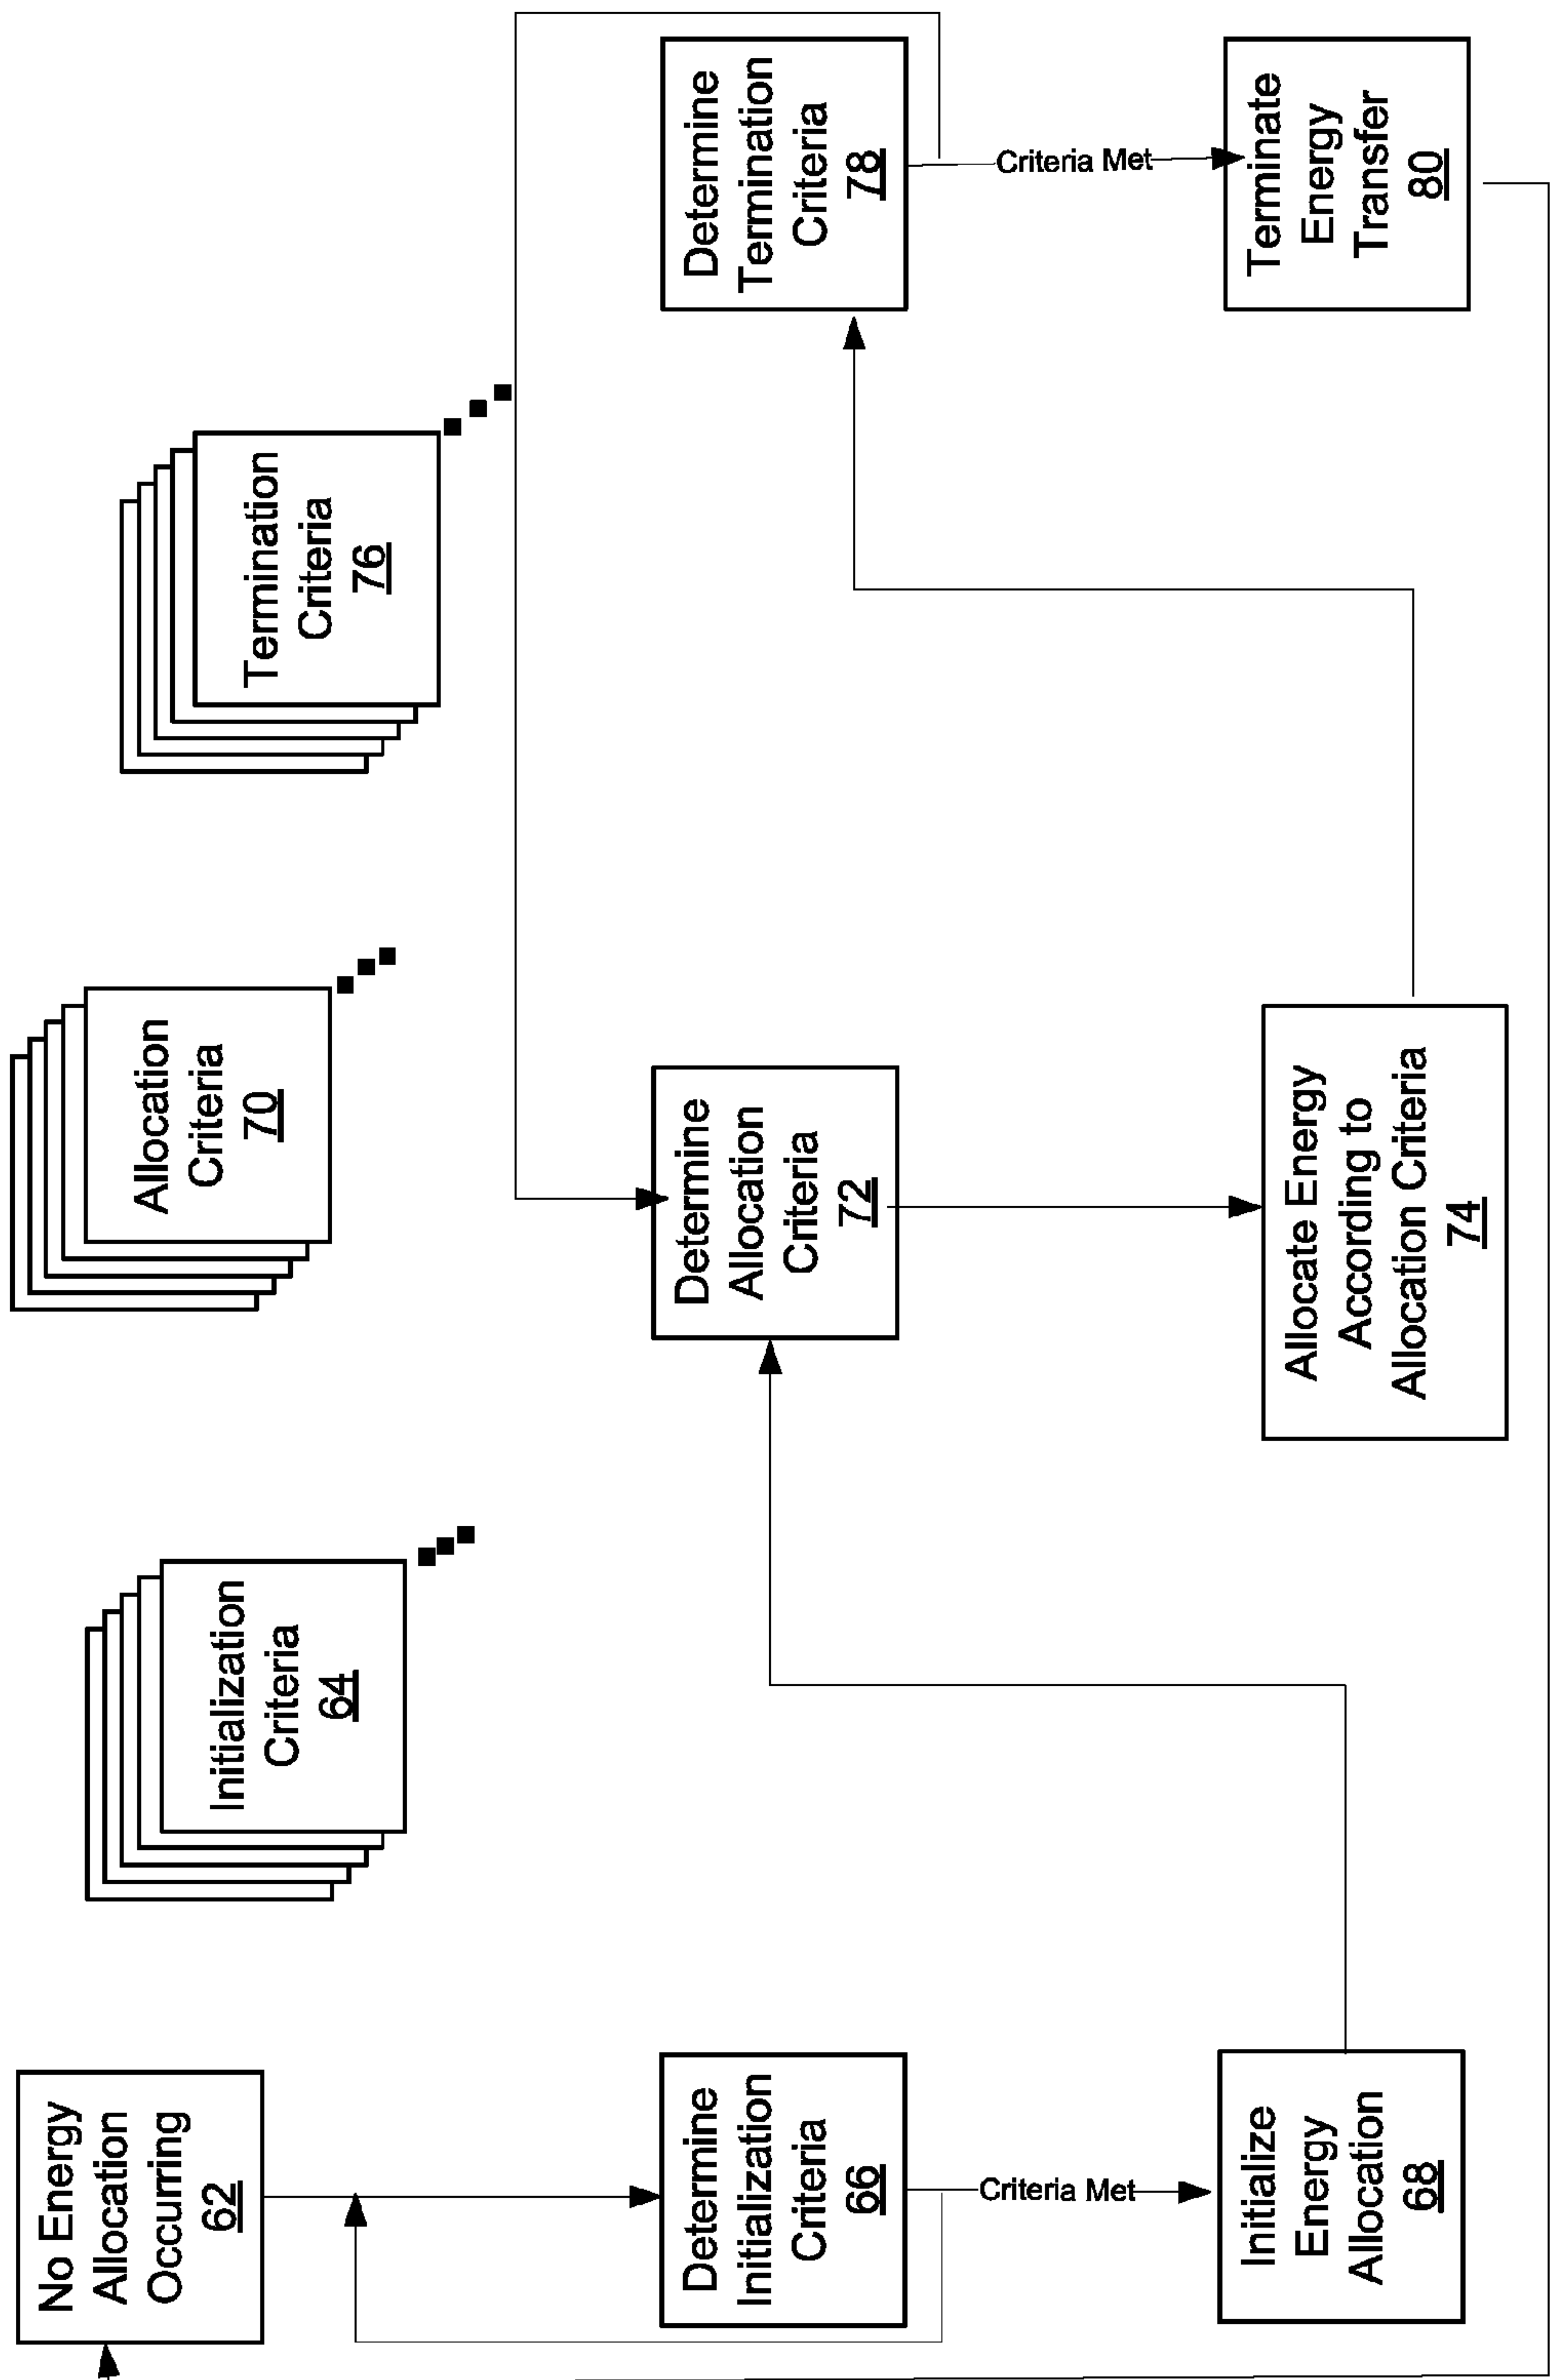 No Energy
Allocation
Occurring
62
Initialization
Criteria
64
Allocation
Criteria
70
Termination
Criteria
76
Determine
Initialization
Criteria
66
Determine
Allocation
Criteria
72
Determine
Termination
Criteria
78
Criteria Met
Criteria Met
Initialize
Energy
Allocation
68
Allocate Energy
According to
Allocation Criteria
74
Terminate
Energy
Transfer
80